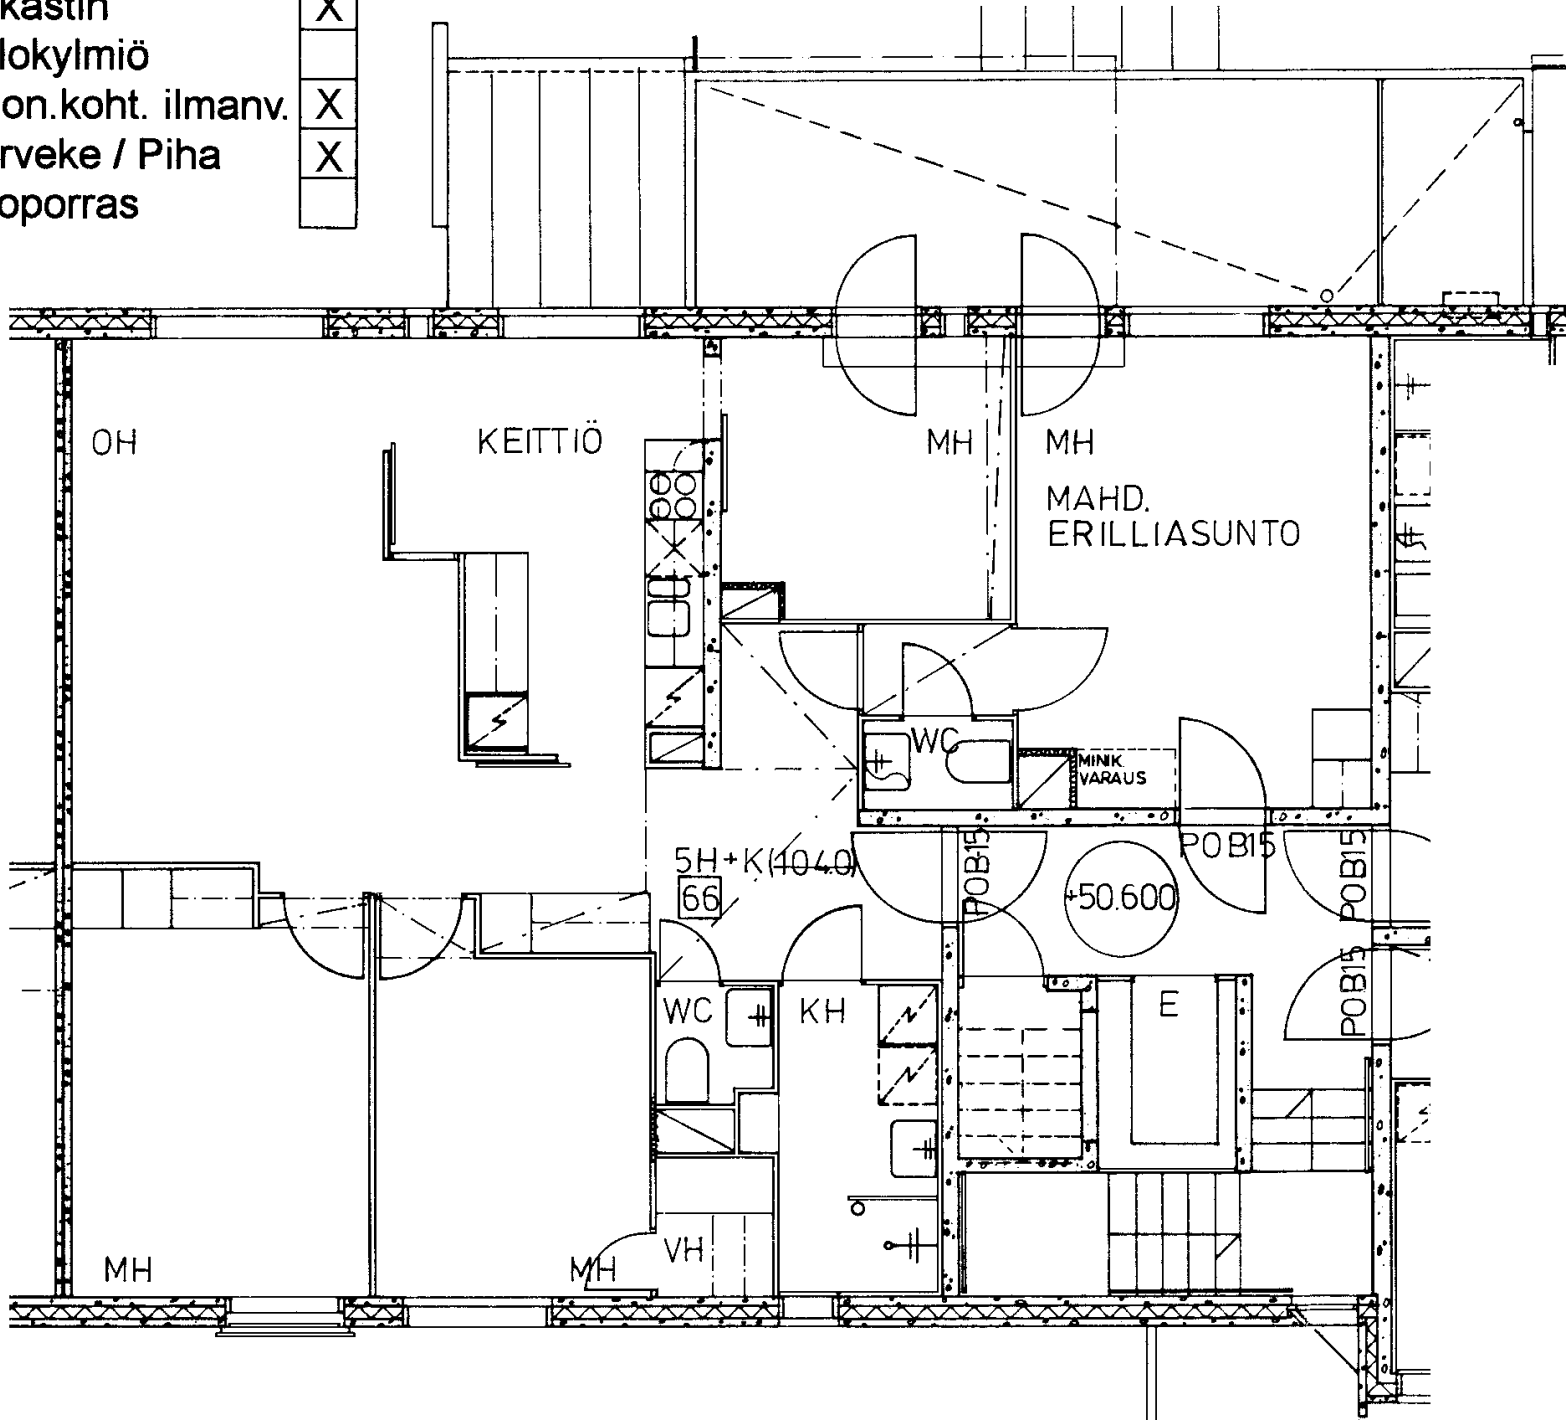 kastin X
lokylmiö
on.koht. ilmanv. X
rveke / Piha X
oporras
OH
KEITTIÖ
MH
MH
MAHD.
ERILLIASUNTO
WC
MINIK.
VARAUS
5H+K(104.0)
66
POB15
POB15
POB15
+50.600
POB15
WC
KH
E
VH
MH
MH